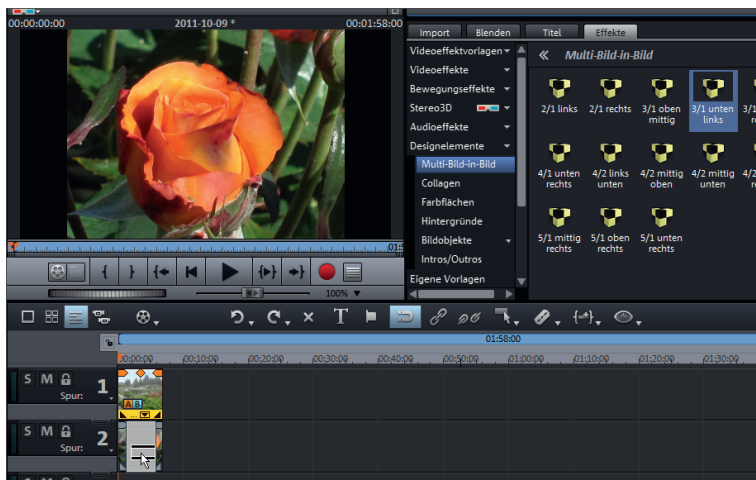 00:00:00:00 2011-10-09 * 00:01:58:00
Import Blenden Titel Effekte
Videoeffektvorlagen
Videoeffekte
Bewegungseffekte
Stereo3D
Audioeffekte
Designelemente
Multi-Bild-in-Bild
Collagen
Farbflächen
Hintergründe
Bildobjekte
Intros/Outros
Eigene Vorlagen
Multi-Bild-in-Bild
2/1 links 2/1 rechts 3/1 oben mittig 3/1 unten links
4/1 unten rechts 4/2 links unten 4/2 mittig oben 4/2 mittig unten
5/1 mittig rechts 5/1 oben rechts 5/1 unten rechts
100%
01:58:00
00:00:00 00:10:00 00:20:00 00:30:00 00:40:00 00:50:00 01:00:00 01:10:00 01:20:00 01:30:00
S M 1
Spur:
A B
S M 2
Spur: